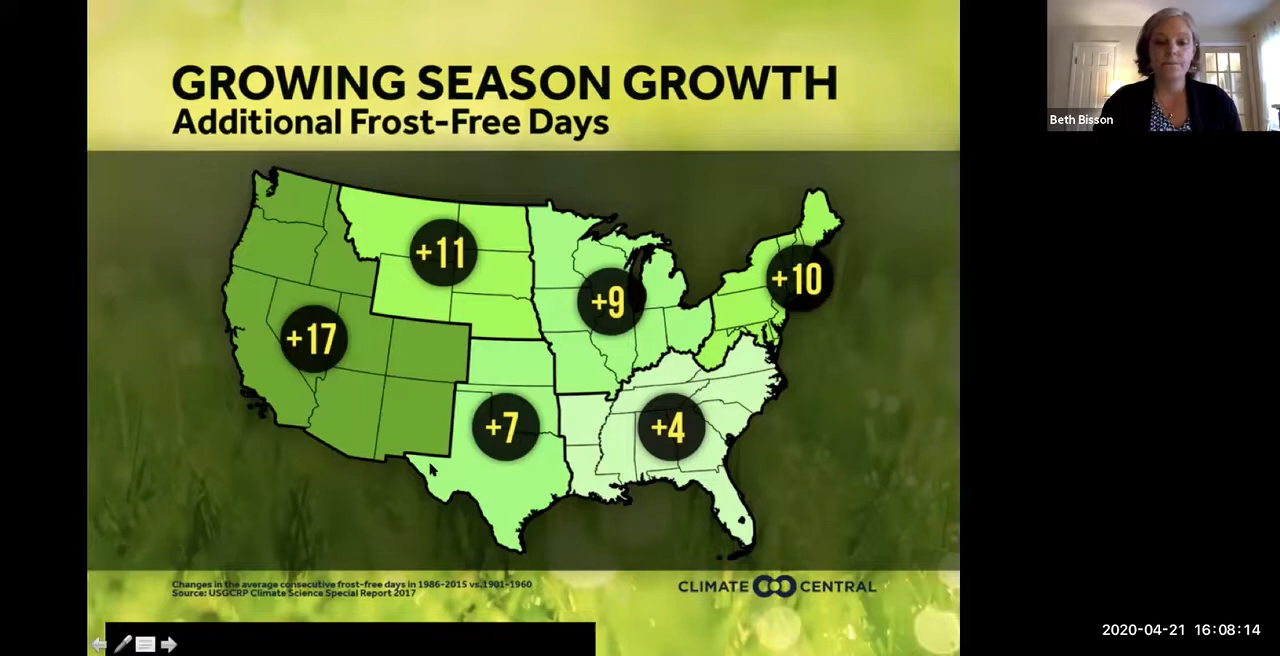 GROWING SEASON GROWTH
Additional Frost-Free Days
+11
+9
+10
+17
+7
+4
Changes in the average consecutive frost-free days in 1986-2015 vs.1901-1960
Source: USGCRP Climate Science Special Report 2017
CLIMATE CENTRAL
Beth Bisson
2020-04-21 16:08:14